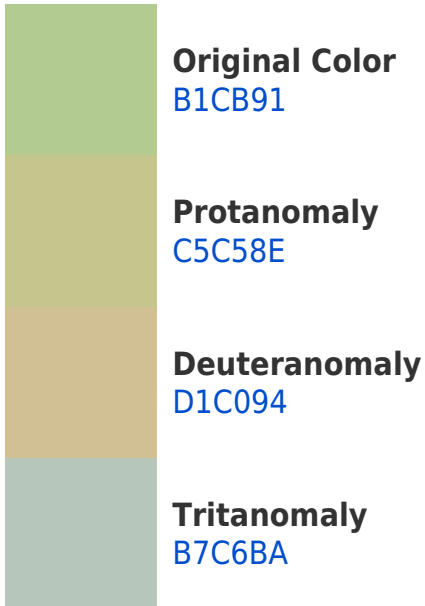 Original Color
B1CB91
Protanomaly
C5C58E
Deuteranomaly
D1C094
Tritanomaly
B7C6BA